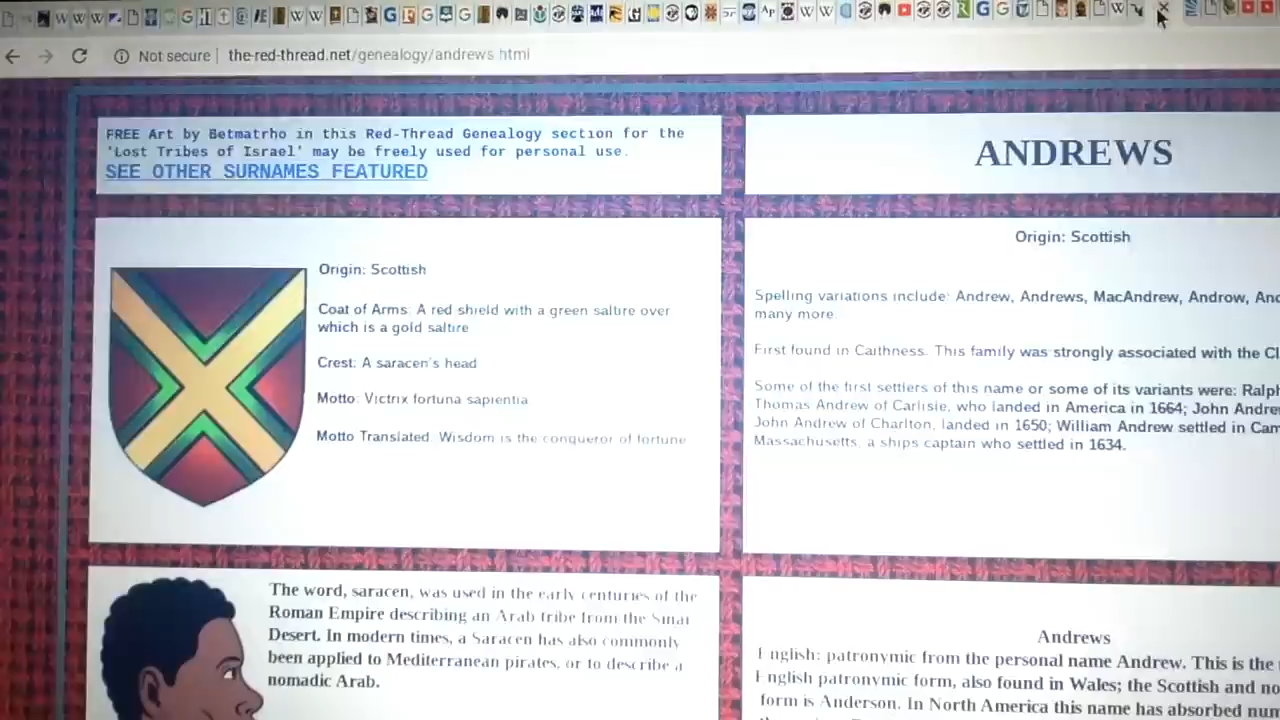 Not secure | the-red-thread.net/genealogy/andrews.html
FREE Art by Betmatrho in this Red-Thread Genealogy section for the
'Lost Tribes of Israel' may be freely used for personal use.
SEE OTHER SURNAMES FEATURED
ANDREWS
Origin: Scottish
Coat of Arms: A red shield with a green saltire over
which is a gold saltire
Crest: A saracen's head
Motto: Victrix fortuna sapientia
Motto Translated: Wisdom is the conqueror of fortune
Origin: Scottish
Spelling variations include: Andrew, Andrews, MacAndrew, Androw,
many more.
First found in Caithness. This family was strongly associated with the
Some of the first settlers of this name or some of its variants were:
Thomas Andrew of Carlisle, who landed in America in 1664; John
John Andrew of Charlton, landed in 1650; William Andrew settled in
Massachusetts; a ships captain who settled in 1634.
The word, saracen, was used in the early centuries of the
Roman Empire describing an Arab tribe from the Sinai
Desert. In modern times, a Saracen has also commonly
been applied to Mediterranean pirates, or to describe a
nomadic Arab.
Andrews
English: patronymic from the personal name Andrew. This is the
English patronymic form, also found in Wales; the Scottish and
form is Anderson. In North America this name has absorbed